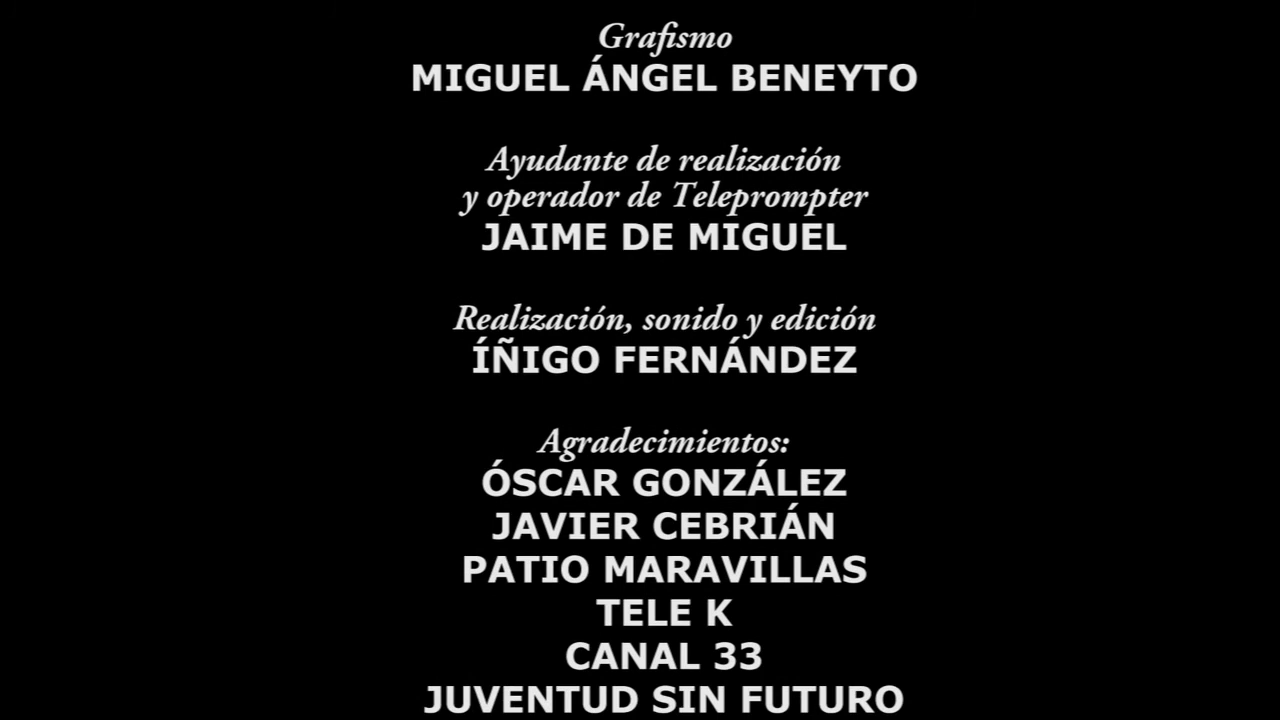 Grafismo
MIGUEL ÁNGEL BENEYTO
Ayudante de realización
y operador de Teleprompter
JAIME DE MIGUEL
Realización, sonido y edición
ÍÑIGO FERNÁNDEZ
Agradecimientos:
ÓSCAR GONZÁLEZ
JAVIER CEBRIÁN
PATIO MARAVILLAS
TELE K
CANAL 33
JUVENTUD SIN FUTURO